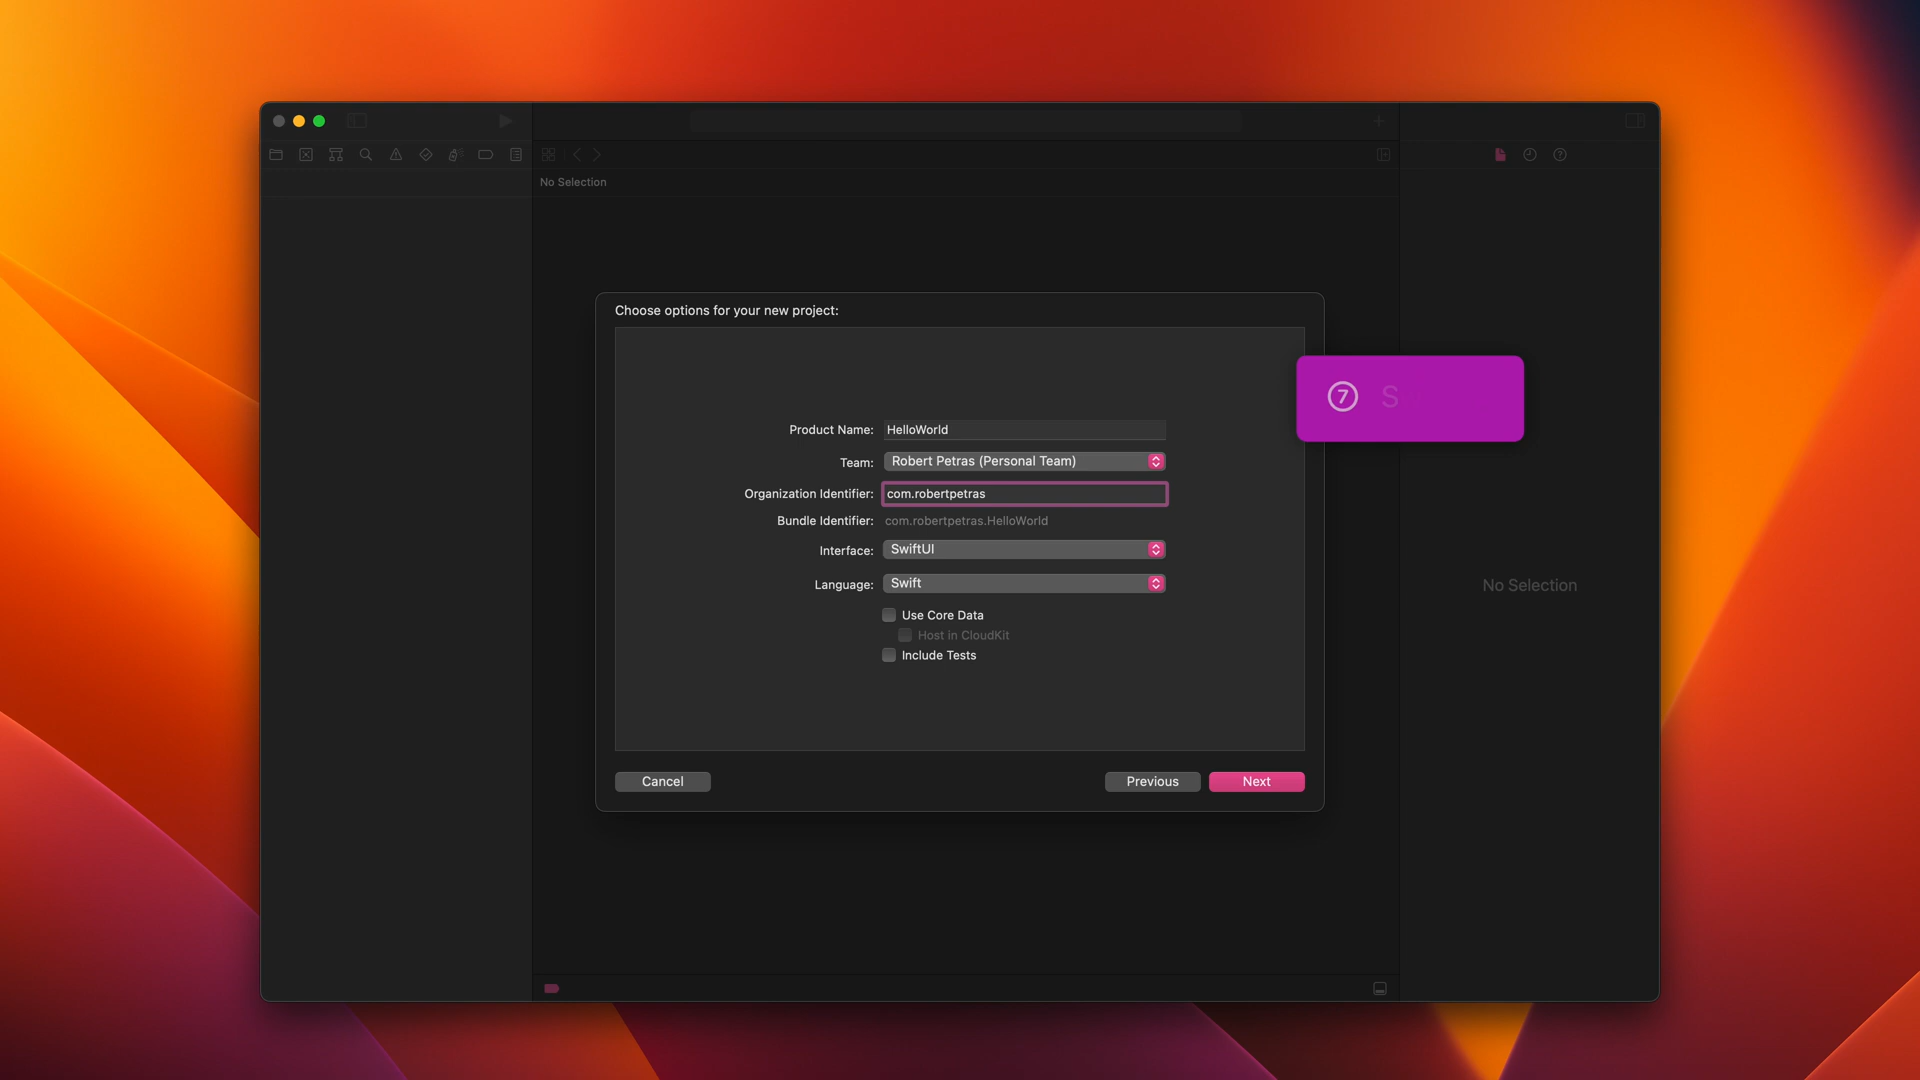 No Selection
Choose options for your new project:
7 S
Product Name: HelloWorld
Team: Robert Petras (Personal Team)
Organization Identifier: com.robertpetras
Bundle Identifier: com.robertpetras.HelloWorld
Interface: SwiftUI
Language: Swift
Use Core Data
Host in CloudKit
Include Tests
No Selection
Cancel
Previous
Next